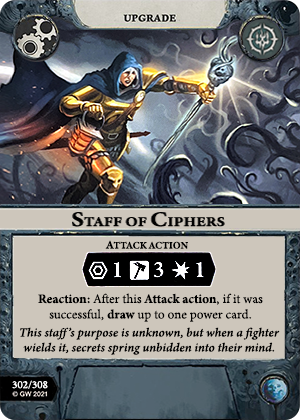 UPGRADE
STAFF OF CIPHERS
ATTACK ACTION
1 3 1
Reaction: After this Attack action, if it was
successful, draw up to one power card.
This staff's purpose is unknown, but when a fighter
wields it, secrets spring unbidden into their mind.
302/308
© GW 2021